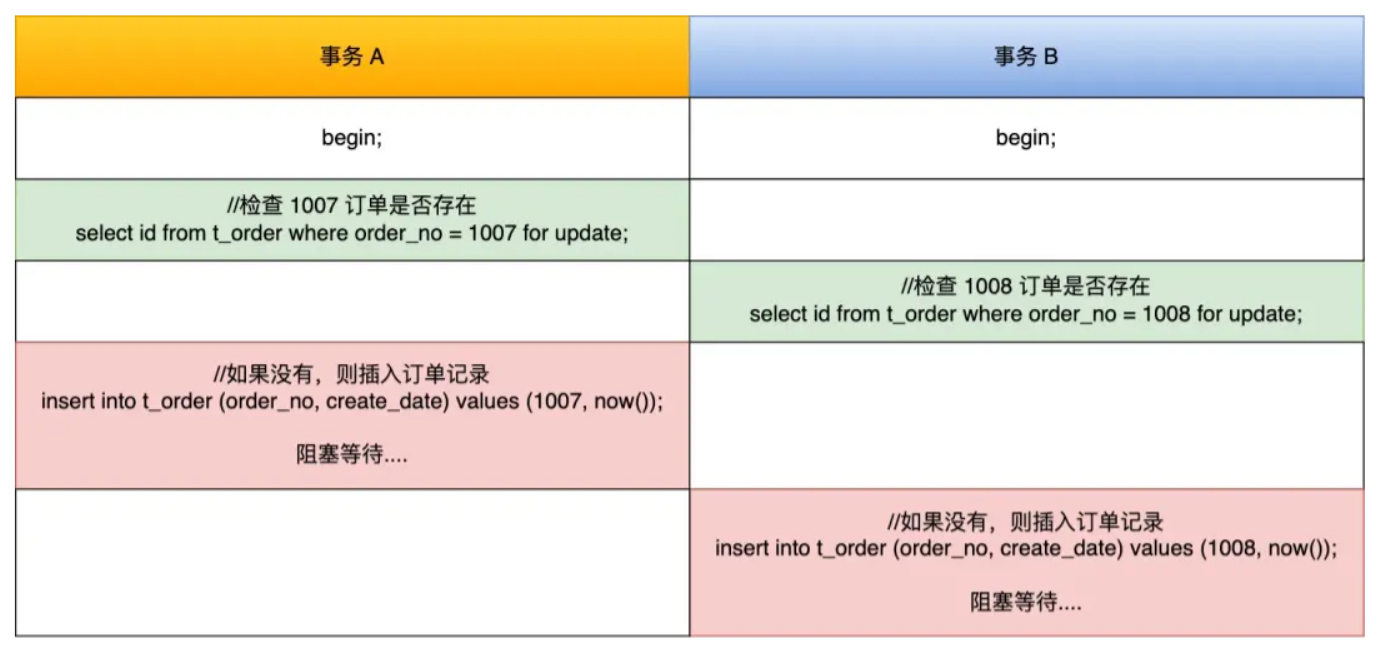 事务 A
事务 B
begin;
begin;
//检查 1007 订单是否存在
select id from t_order where order_no = 1007 for update;
//检查 1008 订单是否存在
select id from t_order where order_no = 1008 for update;
//如果没有，则插入订单记录
insert into t_order (order_no, create_date) values (1007, now());
阻塞等待....
//如果没有，则插入订单记录
insert into t_order (order_no, create_date) values (1008, now());
阻塞等待....